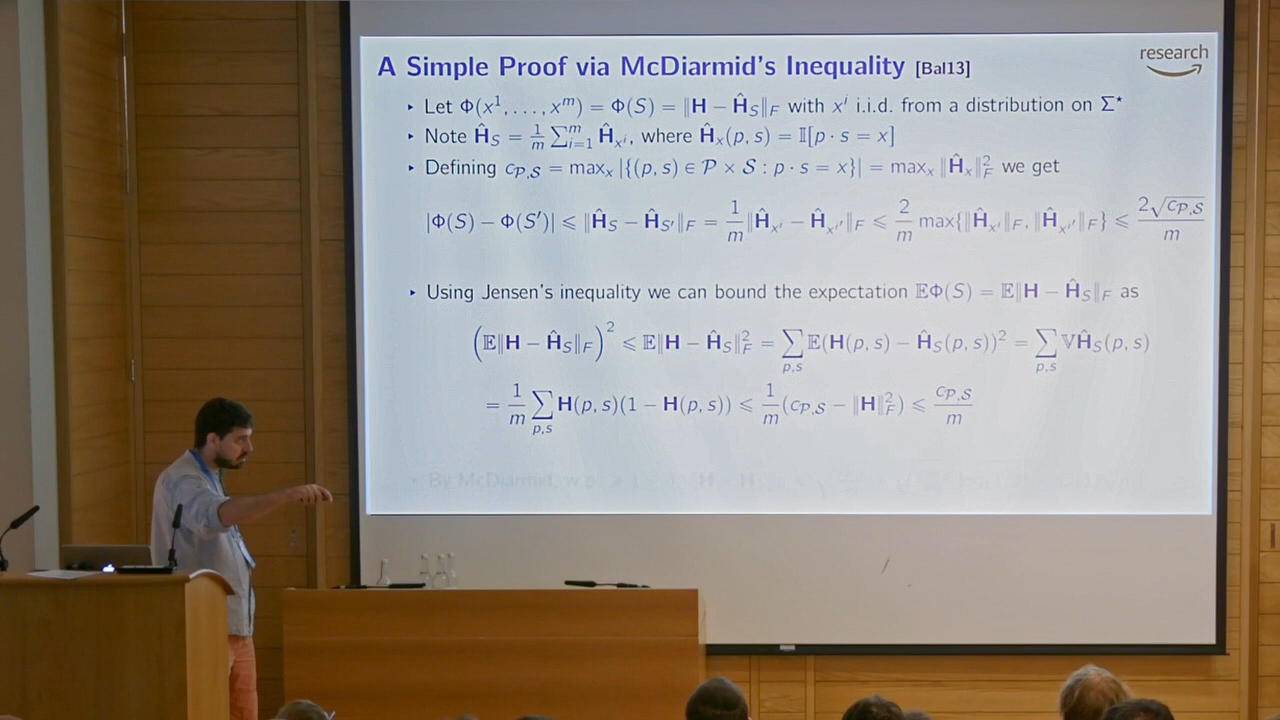 A Simple Proof via McDiarmid's Inequality [Bal13]
research
‣ Let Φ(x¹, . . . , xᵐ) = Φ(S) = ‖H − Ĥ_S‖_F with xⁱ i.i.d. from a distribution on Σ*
‣ Note Ĥ_S = 1/m ∑_{i=1}^m Ĥ_{xⁱ}, where Ĥ_x(p, s) = 𝕀[p · s = x]
‣ Defining c_{𝒫,𝒮} = max_x |{(p, s) ∈ 𝒫 × 𝒮 : p · s = x}| = max_x ‖Ĥ_x‖²_F we get
|Φ(S) − Φ(S′)| ⩽ ‖Ĥ_S − Ĥ_{S′}‖_F = 1/m ‖Ĥ_{xⁱ} − Ĥ_{xⁱ′}‖_F ⩽ 2/m max{‖Ĥ_{xⁱ}‖_F, ‖Ĥ_{xⁱ′}‖_F} ⩽ 2√c_{𝒫,𝒮}/m
‣ Using Jensen's inequality we can bound the expectation 𝔼Φ(S) = 𝔼‖H − Ĥ_S‖_F as
(𝔼‖H − Ĥ_S‖_F)² ⩽ 𝔼‖H − Ĥ_S‖²_F = ∑_{p,s} 𝔼(H(p, s) − Ĥ_S(p, s))² = ∑_{p,s} 𝕍Ĥ_S(p, s)
= 1/m ∑_{p,s} H(p, s)(1 − H(p, s)) ⩽ 1/m (c_{𝒫,𝒮} − ‖H‖²_F) ⩽ c_{𝒫,𝒮}/m
‣ By McDiarmid, w.p.